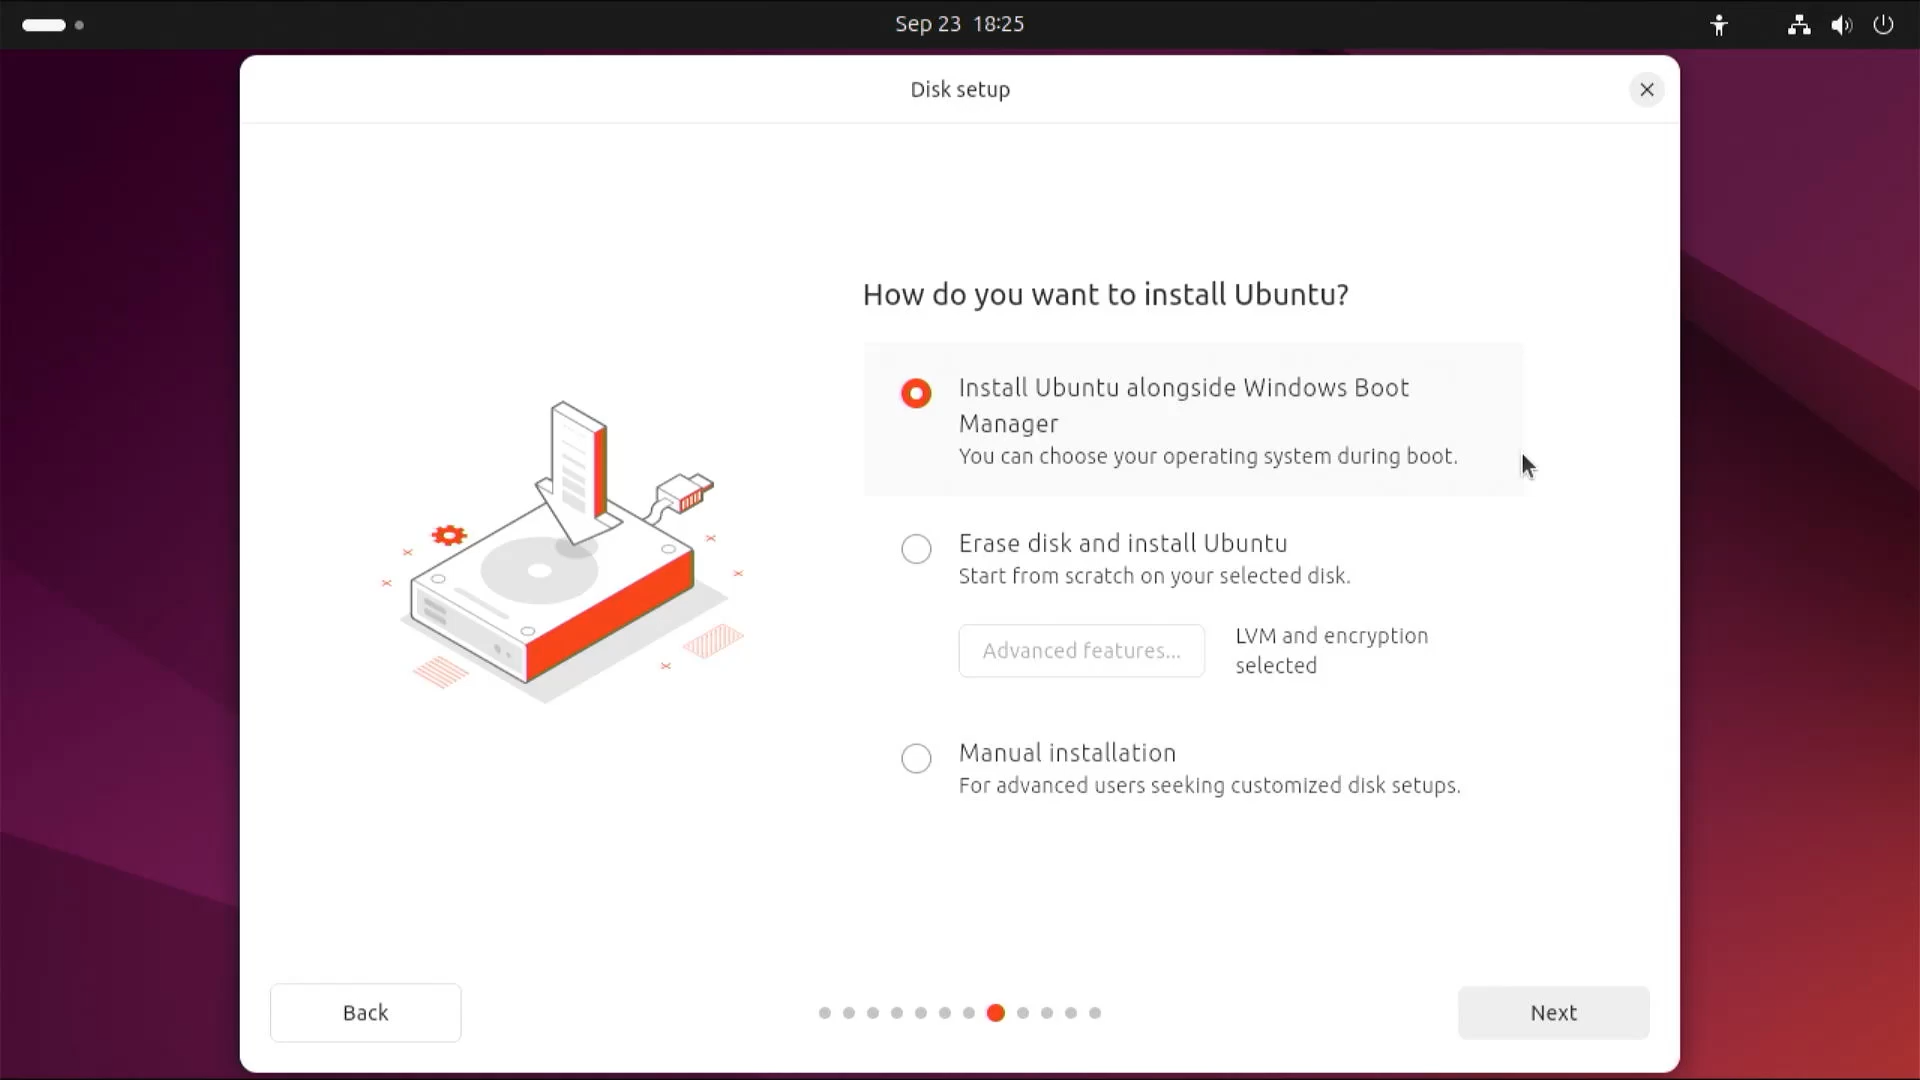 Sep 23 18:25
Disk setup
How do you want to install Ubuntu?
Install Ubuntu alongside Windows Boot
Manager
You can choose your operating system during boot.
Erase disk and install Ubuntu
Start from scratch on your selected disk.
Advanced features...
LVM and encryption
selected
Manual installation
For advanced users seeking customized disk setups.
Back
Next